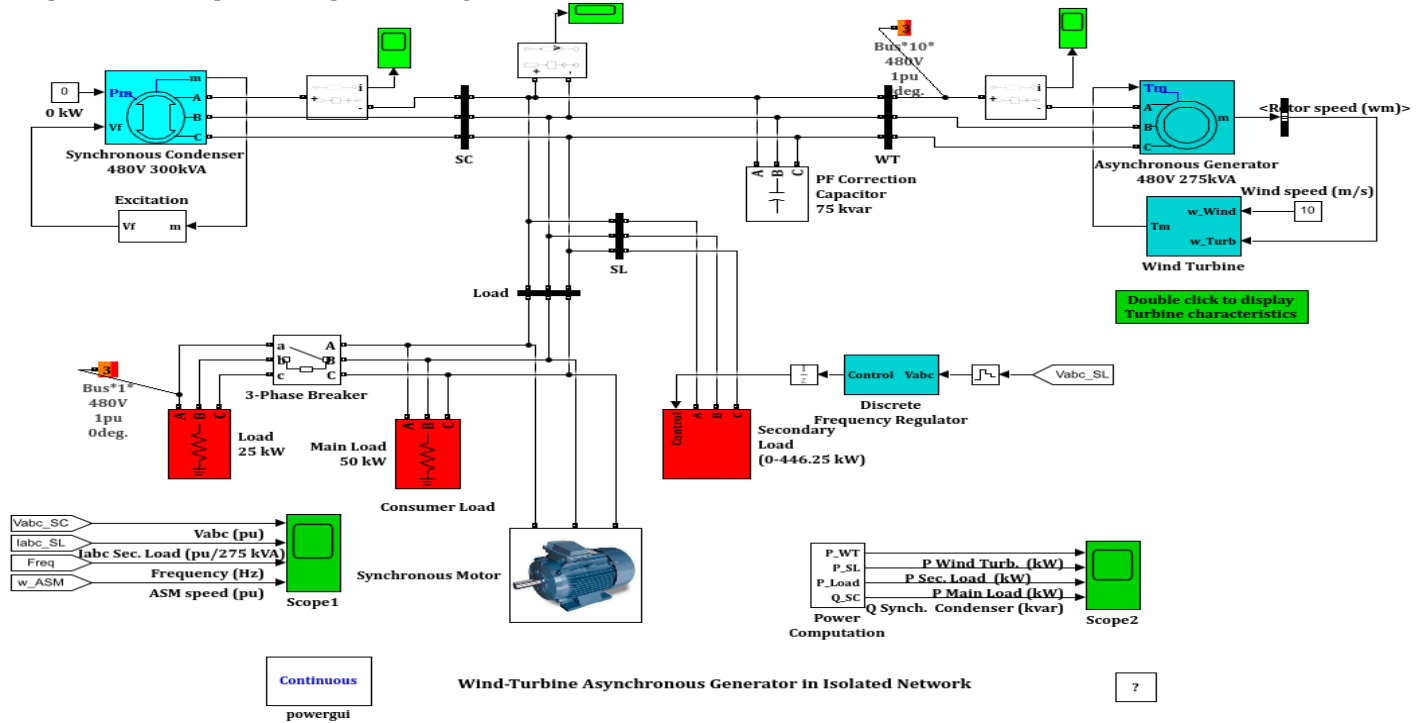 0
0 kW
Pm
Vf
m
A
B
C
Synchronous Condenser
480V 300kVA
Excitation
Vf
m
+
i
-
SC
+
v
-
3
Bus*10*
480V
1pu
0deg.
WT
A
B
C
PF Correction
Capacitor
75 kvar
+
i
-
Tm
A
B
C
m
<Rotor speed (wm)>
Asynchronous Generator
480V 275kVA
Wind speed (m/s)
10
w_Wind
Tm
w_Turb
Wind Turbine
Double click to display
Turbine characteristics
SL
Load
3
Bus*1*
480V
1pu
0deg.
a
A
b
B
c
C
3-Phase Breaker
A
B
C
Load
25 kW
A
B
C
Main Load
50 kW
Consumer Load
Control
A
B
C
Secondary
Load
(0-446.25 kW)
1
z
Control
Vabc
Vabc_SL
Discrete
Frequency Regulator
Vabc_SC
Iabc_SL
Freq
w_ASM
Vabc (pu)
Iabc Sec. Load (pu/275 kVA)
Frequency (Hz)
ASM speed (pu)
Scope1
Synchronous Motor
P_WT
P_SL
P_Load
Q_SC
Power
Computation
P Wind Turb. (kW)
P Sec. Load (kW)
P Main Load (kW)
Q Synch. Condenser (kvar)
Scope2
Continuous
powergui
Wind-Turbine Asynchronous Generator in Isolated Network
?